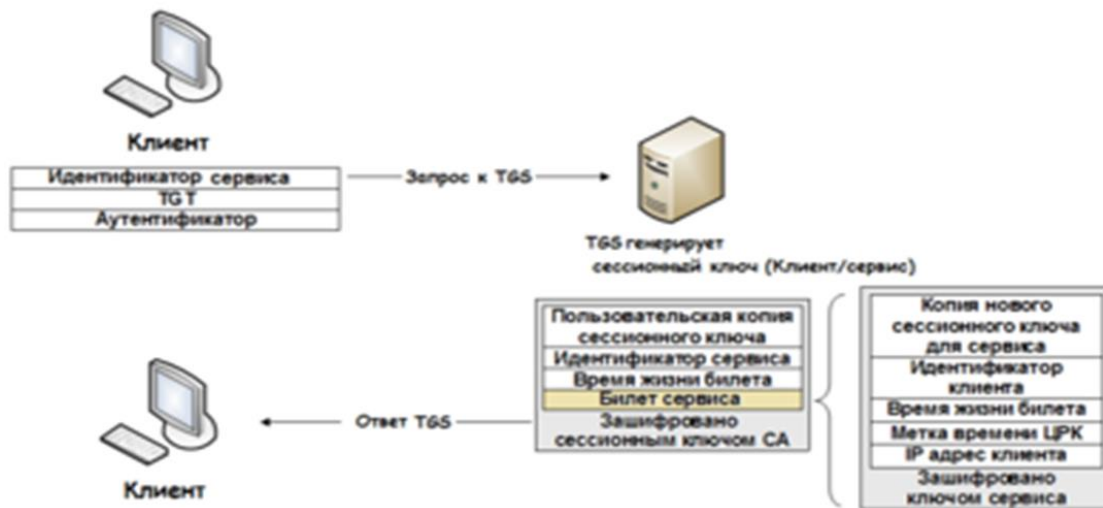 Клиент
Идентификатор сервиса
TGT
Аутентификатор
Запрос к TGS
TGS генерирует
сессионный ключ (Клиент/сервис)
Пользовательская копия
сессионного ключа
Идентификатор сервиса
Время жизни билета
Билет сервиса
Зашифровано
сессионным ключом СА
Копия нового
сессионного ключа
для сервиса
Идентификатор
клиента
Время жизни билета
Метка времени ЦРК
IP адрес клиента
Зашифровано
ключом сервиса
Ответ TGS
Клиент